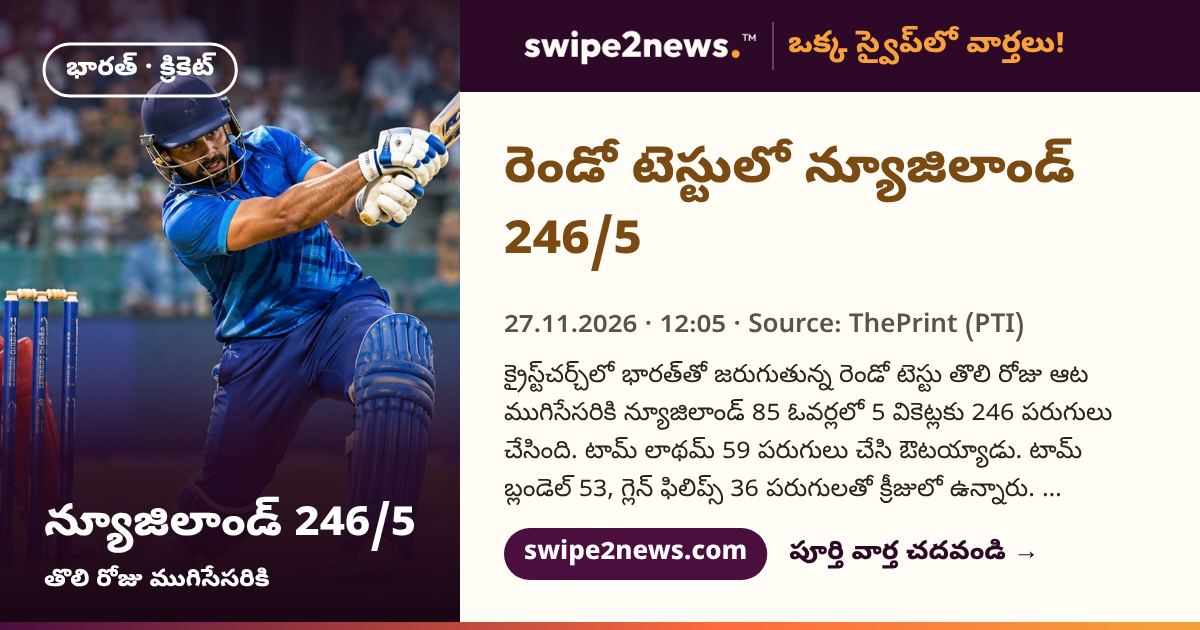 భారత్ · క్రికెట్
swipe2news.™
ఒక్క స్వైప్‌లో వార్తలు!
రెండో టెస్టులో న్యూజిలాండ్
246/5
27.11.2026 · 12:05 · Source: ThePrint (PTI)
క్రైస్ట్‌చర్చ్‌లో భారత్‌తో జరుగుతున్న రెండో టెస్టు తొలి రోజు ఆట
ముగిసేసరికి న్యూజిలాండ్ 85 ఓవర్లలో 5 వికెట్లకు 246 పరుగులు
చేసింది. టామ్ లాథమ్ 59 పరుగులు చేసి ఔటయ్యాడు. టామ్
బ్లండెల్ 53, గ్లెన్ ఫిలిప్స్ 36 పరుగులతో క్రీజులో ఉన్నారు. ...
swipe2news.com
పూర్తి వార్త చదవండి →
న్యూజిలాండ్ 246/5
తొలి రోజు ముగిసేసరికి